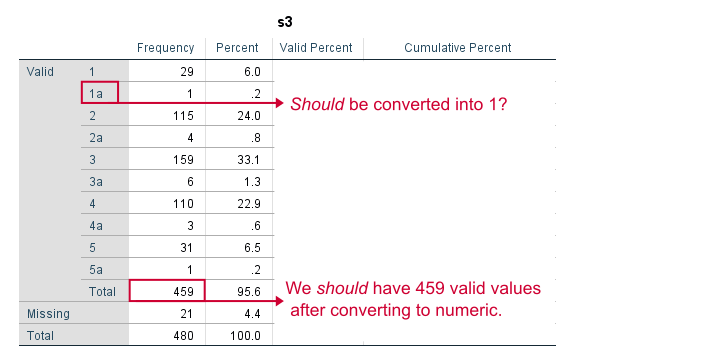 s3
Frequency Percent Valid Percent Cumulative Percent
Valid 1 29 6.0
1a 1 .2 Should be converted into 1?
2 115 24.0
2a 4 .8
3 159 33.1
3a 6 1.3
4 110 22.9
4a 3 .6
5 31 6.5
5a 1 .2
Total 459 95.6 We should have 459 valid values
after converting to numeric.
Missing 21 4.4
Total 480 100.0